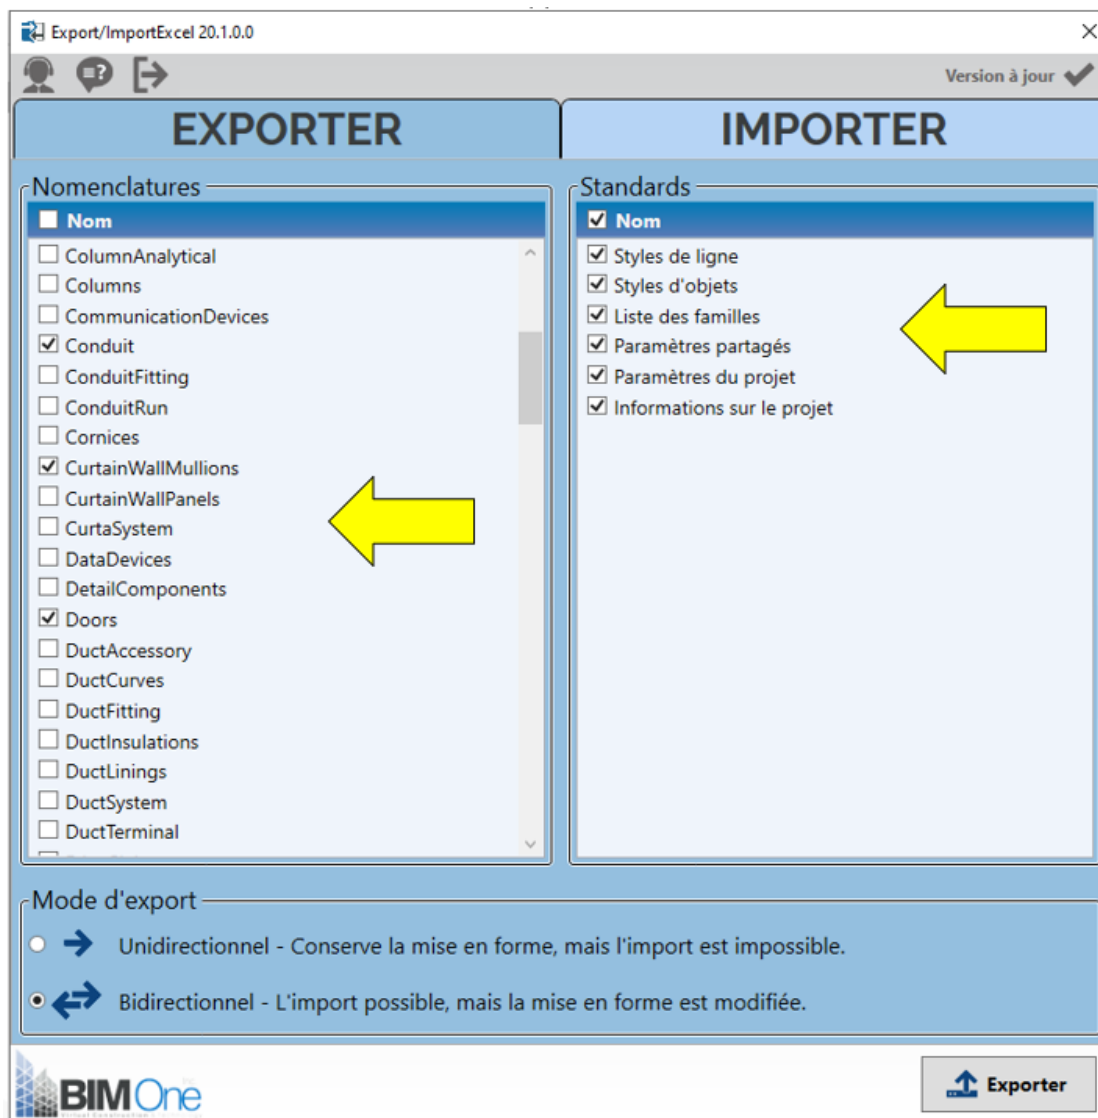 Export/ImportExcel 20.1.0.0
Version à jour
EXPORTER
IMPORTER
Nomenclatures
Nom
ColumnAnalytical
Columns
CommunicationDevices
Conduit
ConduitFitting
ConduitRun
Cornices
CurtainWallMullions
CurtainWallPanels
CurtaSystem
DataDevices
DetailComponents
Doors
DuctAccessory
DuctCurves
DuctFitting
DuctInsulations
DuctLinings
DuctSystem
DuctTerminal
Standards
Nom
Styles de ligne
Styles d'objets
Liste des familles
Paramètres partagés
Paramètres du projet
Informations sur le projet
Mode d'export
Unidirectionnel - Conserve la mise en forme, mais l'import est impossible.
Bidirectionnel - L'import possible, mais la mise en forme est modifiée.
BIMOne
Exporter